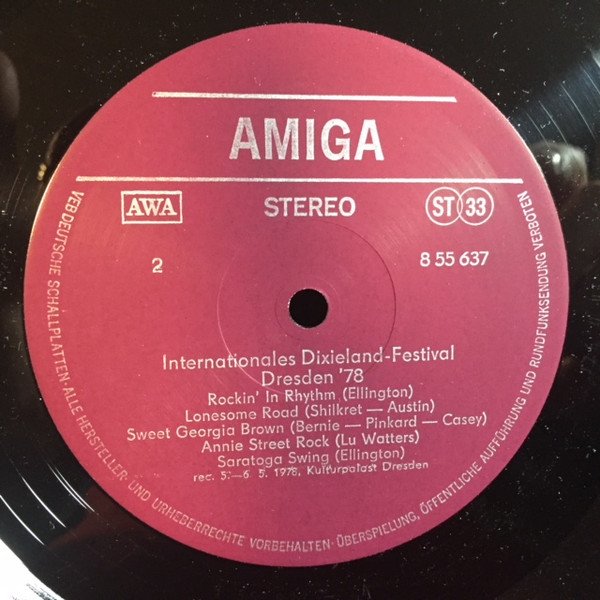 AMIGA
AWA
STEREO
ST 33
2
8 55 637
Internationales Dixieland-Festival
Dresden '78
Rockin' In Rhythm (Ellington)
Lonesome Road (Shilkret — Austin)
Sweet Georgia Brown (Bernie — Pinkard — Casey)
Annie Street Rock (Lu Watters)
Saratoga Swing (Ellington)
rec. 5.—6. 5. 1978, Kulturpalast Dresden
VEB DEUTSCHE SCHALLPLATTEN · ALLE HERSTELLER- UND URHEBERRECHTE VORBEHALTEN · ÜBERSPIELUNG, ÖFFENTLICHE AUFFÜHRUNG UND RUNDFUNKSENDUNG VERBOTEN